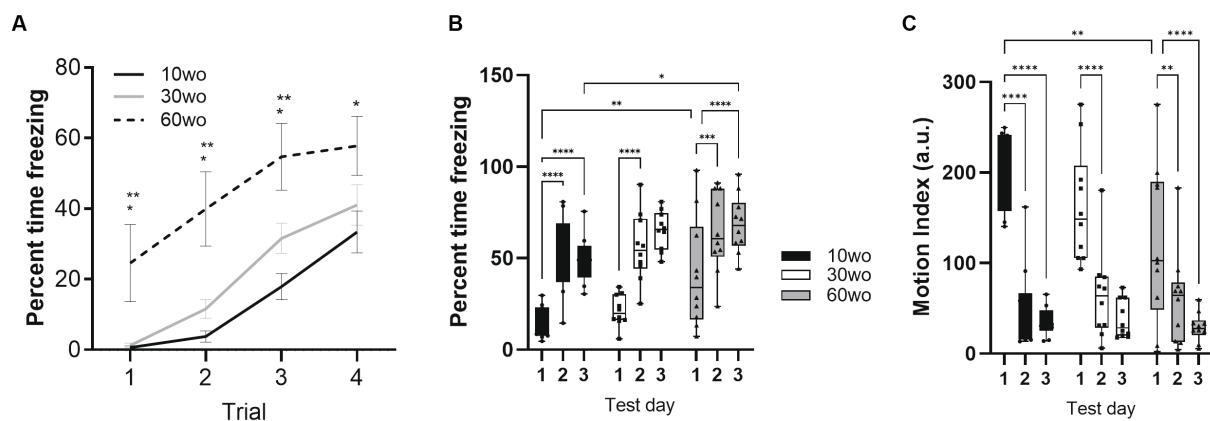 A
Percent time freezing
80
60
40
20
0
10wo
30wo
60wo
**
*
**
*
**
*
*
1 2 3 4
Trial
B
Percent time freezing
150
100
50
0
*
**
****
****
****
****
***
****
10wo
30wo
60wo
1 2 3 1 2 3 1 2 3
Test day
C
Motion Index (a.u.)
300
200
100
0
**
****
****
****
****
**
1 2 3 1 2 3 1 2 3
Test day